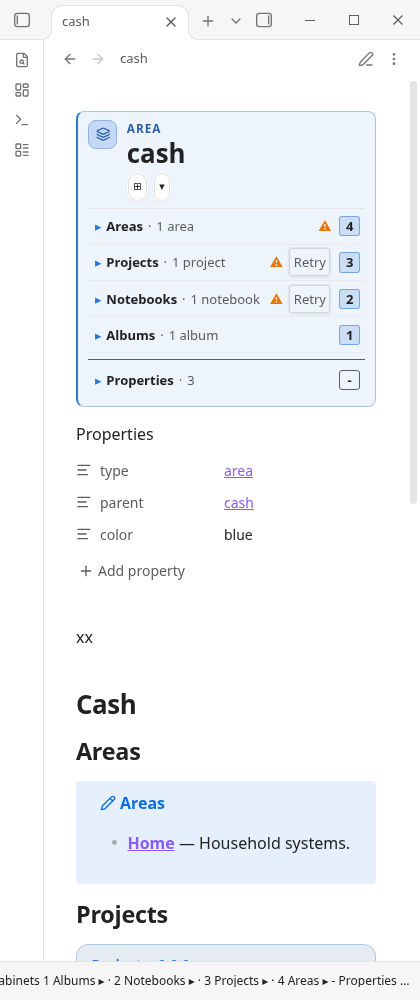 cash
cash
AREA
cash
Areas · 1 area 4
Projects · 1 project Retry 3
Notebooks · 1 notebook Retry 2
Albums · 1 album 1
Properties · 3 -
Properties
type area
parent cash
color blue
Add property
xx
Cash
Areas
Areas
Home — Household systems.
Projects
abinets 1 Albums ▸ · 2 Notebooks ▸ · 3 Projects ▸ · 4 Areas ▸ - Properties ...